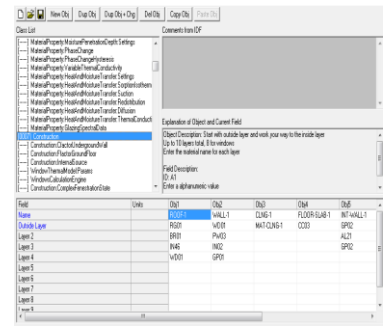 New Obj Dup Obj Dup Obj + Chg Del Obj Copy Obj Paste Obj
Class List
Comments from IDF
[----] MaterialProperty:MoisturePenetrationDepth:Settings
[----] MaterialProperty:PhaseChange
[----] MaterialProperty:PhaseChangeHysteresis
[----] MaterialProperty:VariableThermalConductivity
[----] MaterialProperty:HeatAndMoistureTransfer:Settings
[----] MaterialProperty:HeatAndMoistureTransfer:SorptionIsotherm
[----] MaterialProperty:HeatAndMoistureTransfer:Suction
[----] MaterialProperty:HeatAndMoistureTransfer:Redistribution
[----] MaterialProperty:HeatAndMoistureTransfer:Diffusion
[----] MaterialProperty:HeatAndMoistureTransfer:ThermalConducti
[----] MaterialProperty:GlazingSpectralData
Construction
[----] Construction:CfactorUndergroundWall
[----] Construction:FfactorGroundFloor
[----] Construction:InternalSource
[----] WindowThermalModel:Params
[----] WindowsCalculationEngine
[----] Construction:ComplexFenestrationState
Explanation of Object and Current Field
Object Description: Start with outside layer and work your way to the inside layer
Up to 10 layers total, 8 for windows
Enter the material name for each layer
Field Description:
ID: A1
Enter a alphanumeric value
Field Units Obj1 Obj2 Obj3 Obj4 Obj5
Name ROOF-1 WALL-1 CLNG-1 FLOOR-SLAB-1 INT-WALL-1
Outside Layer RG01 WD01 MAT-CLNG-1 CC03 GP02
Layer 2 BR01 PW03 AL21
Layer 3 IN46 IN02 GP02
Layer 4 WD01 GP01
Layer 5
Layer 6
Layer 7
Layer 8
Layer 9